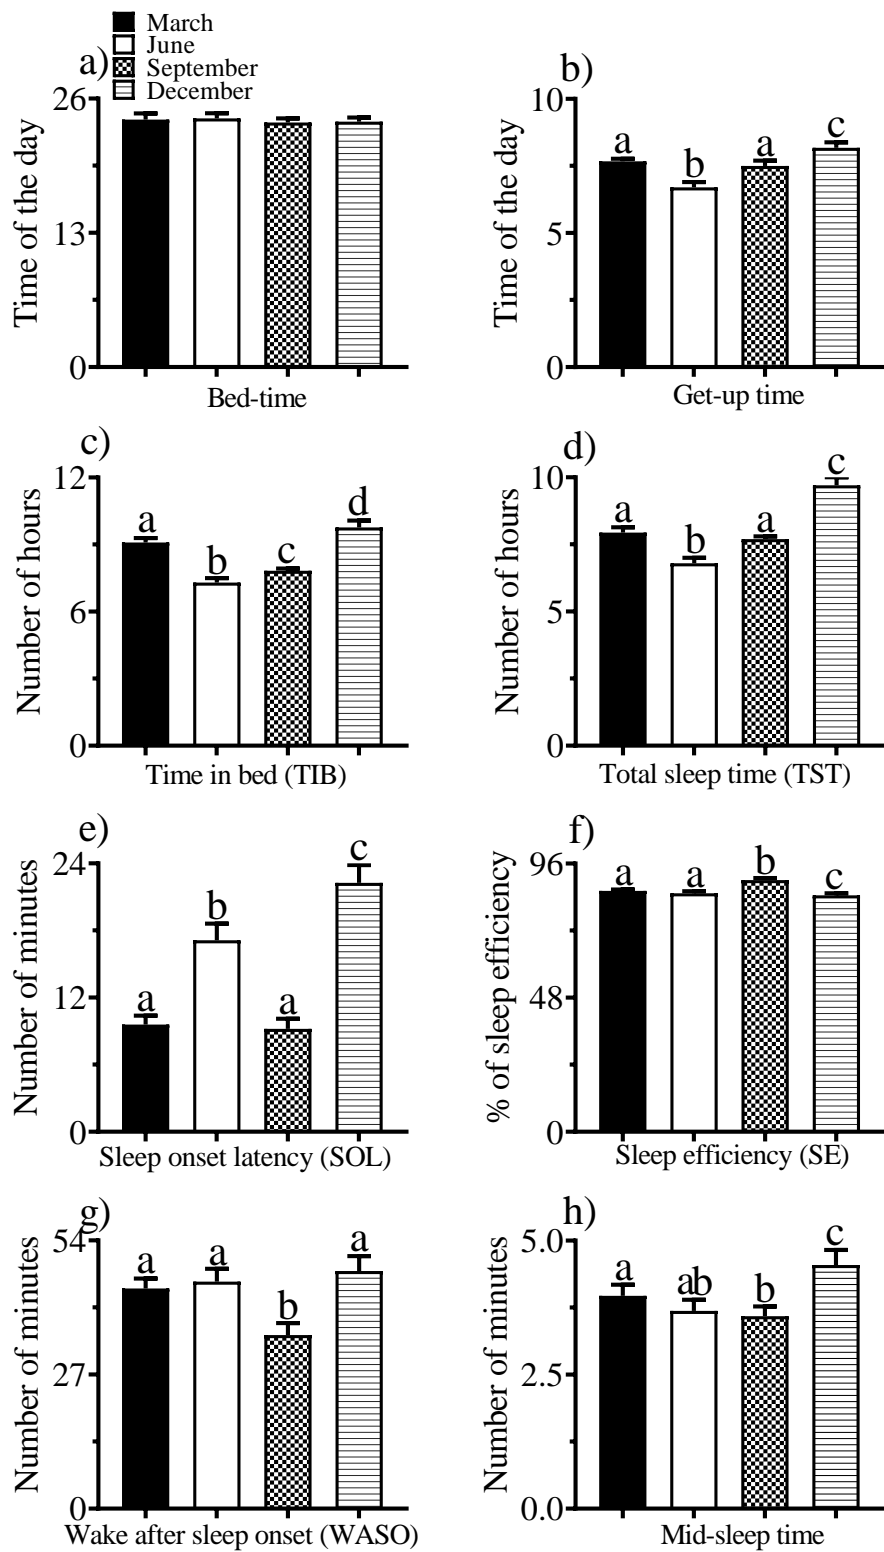 March
June
September
December
a)
26
13
0
Time of the day
Bed-time
b)
10
5
0
Time of the day
a
b
a
c
Get-up time
c)
12
6
0
Number of hours
a
b
c
d
Time in bed (TIB)
d)
10
5
0
Number of hours
a
b
a
c
Total sleep time (TST)
e)
24
12
0
Number of minutes
a
b
a
c
Sleep onset latency (SOL)
f)
96
48
0
% of sleep efficiency
a
a
b
c
Sleep efficiency (SE)
g)
54
27
0
Number of minutes
a
a
b
a
Wake after sleep onset (WASO)
h)
5.0
2.5
0.0
Number of minutes
a
ab
b
c
Mid-sleep time